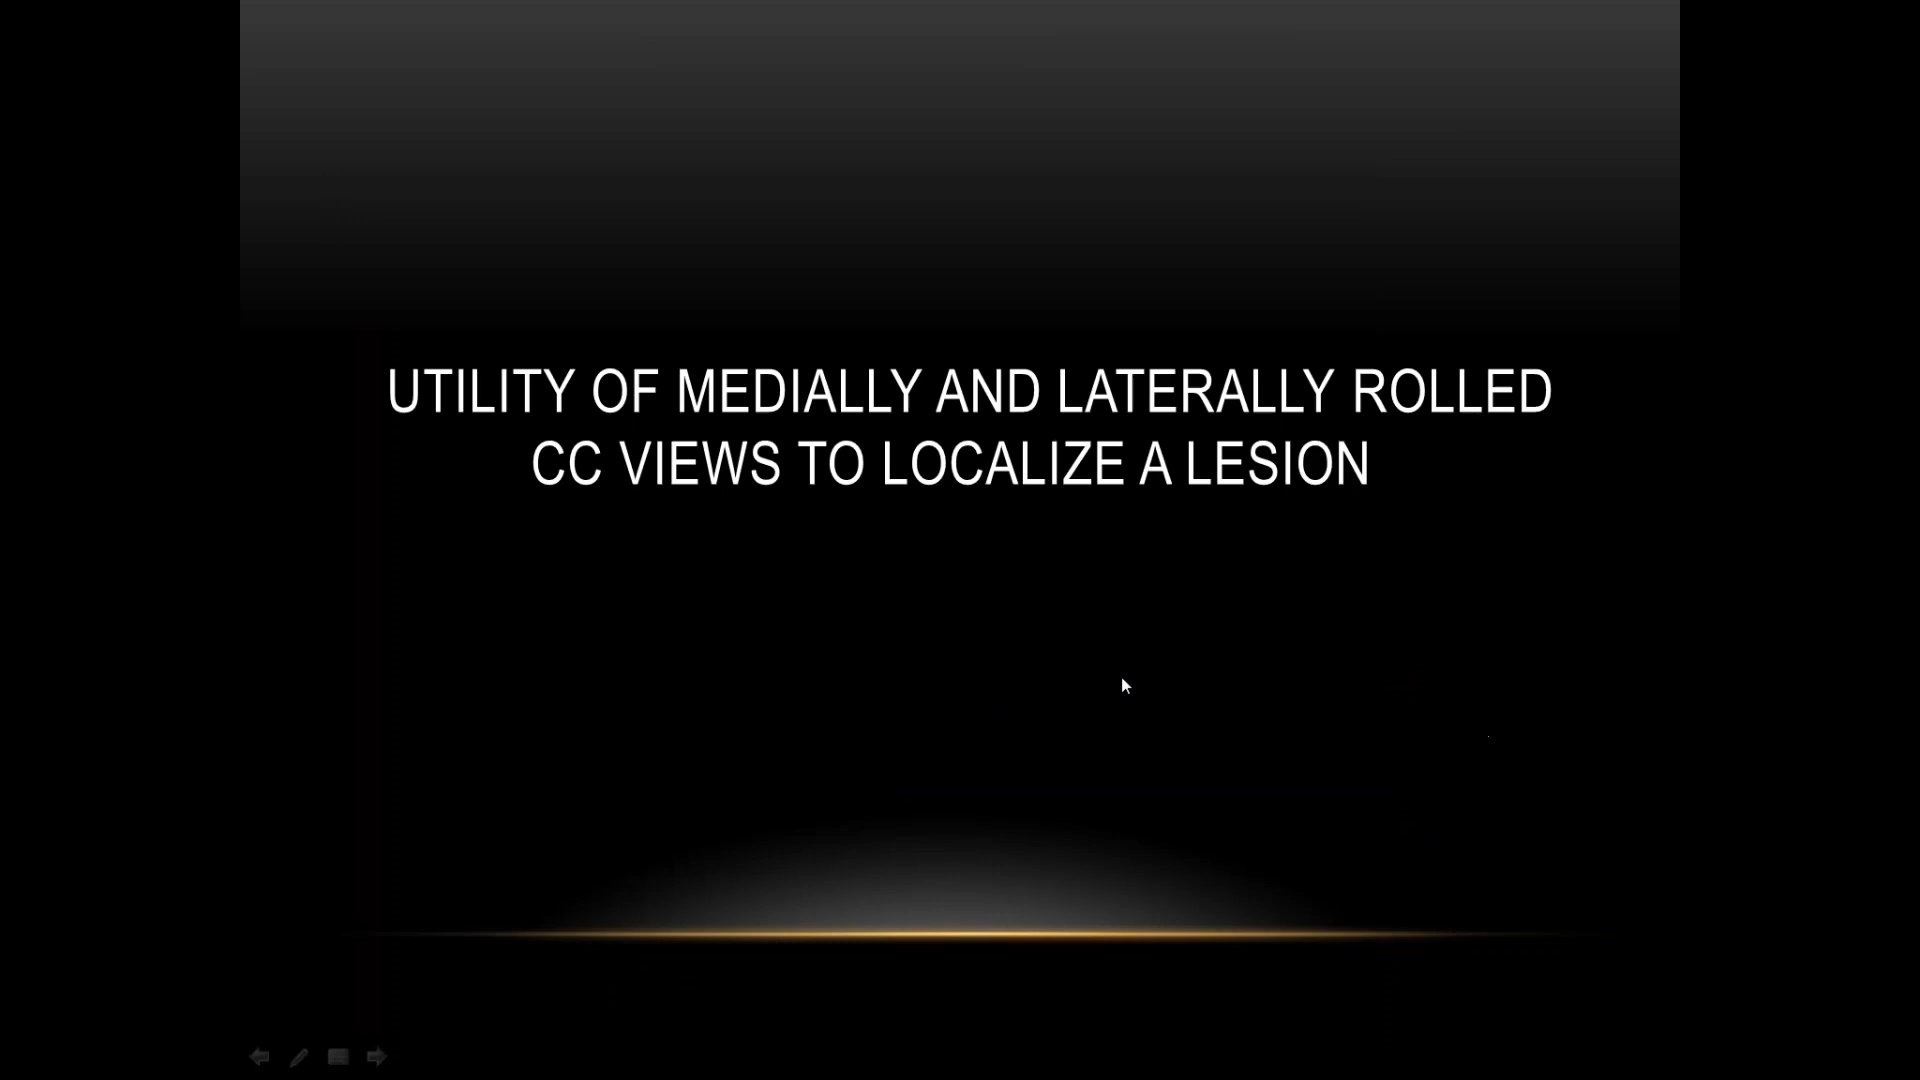 UTILITY OF MEDIALLY AND LATERALLY ROLLED
CC VIEWS TO LOCALIZE A LESION